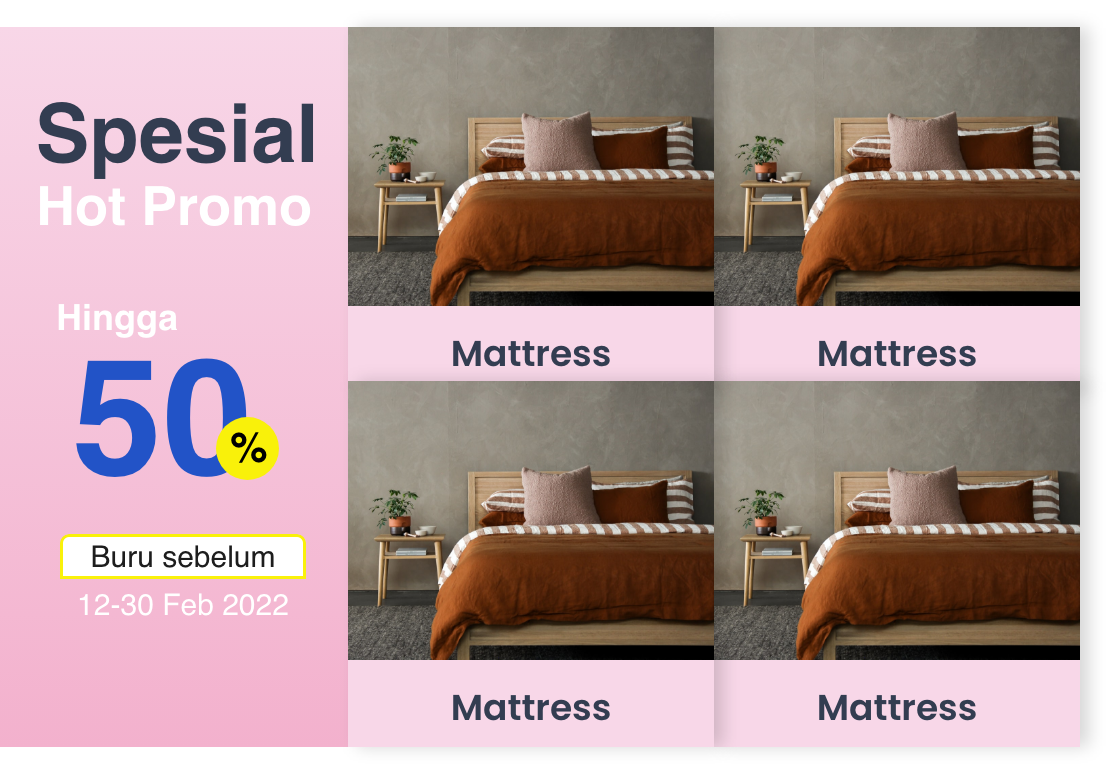 Spesial
Hot Promo
Hingga
50%
Buru sebelum
12-30 Feb 2022
Mattress
Mattress
Mattress
Mattress